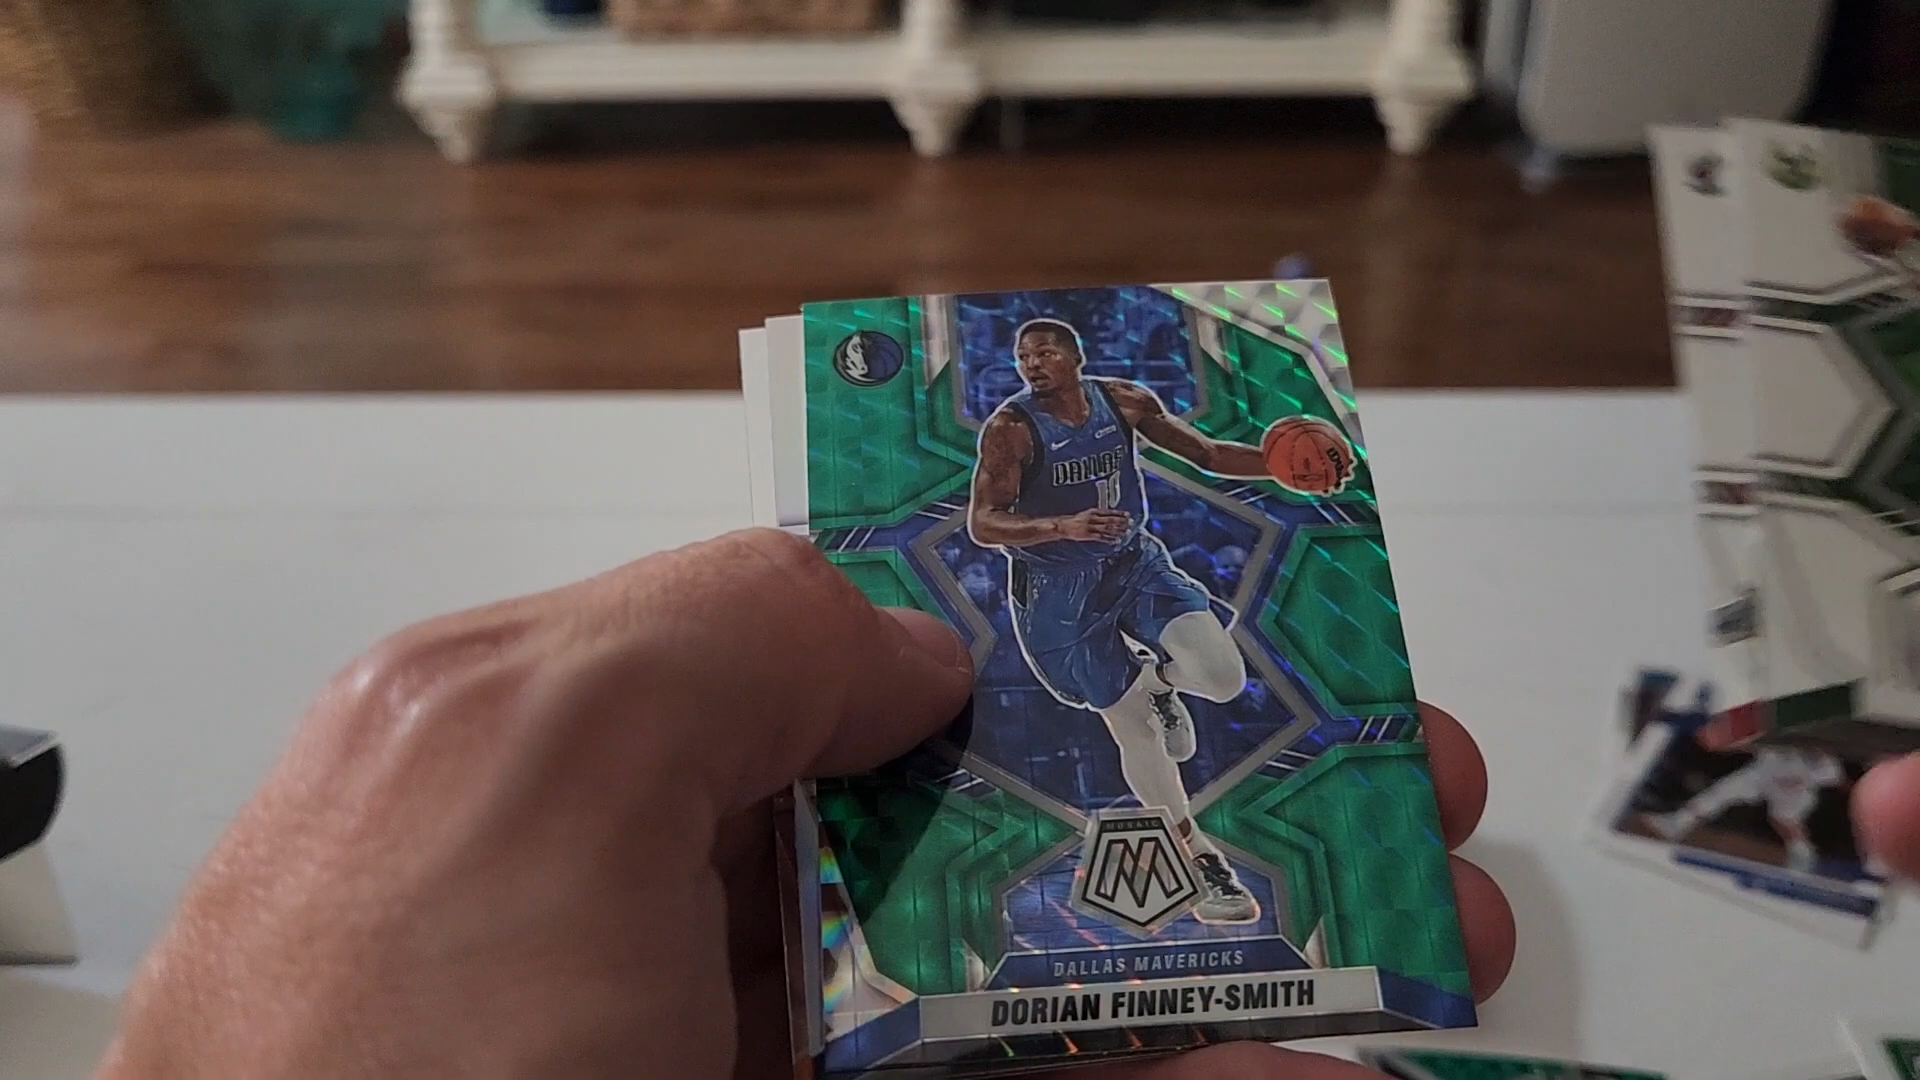 DALLAS
10
MOSAIC
M
DALLAS MAVERICKS
DORIAN FINNEY-SMITH